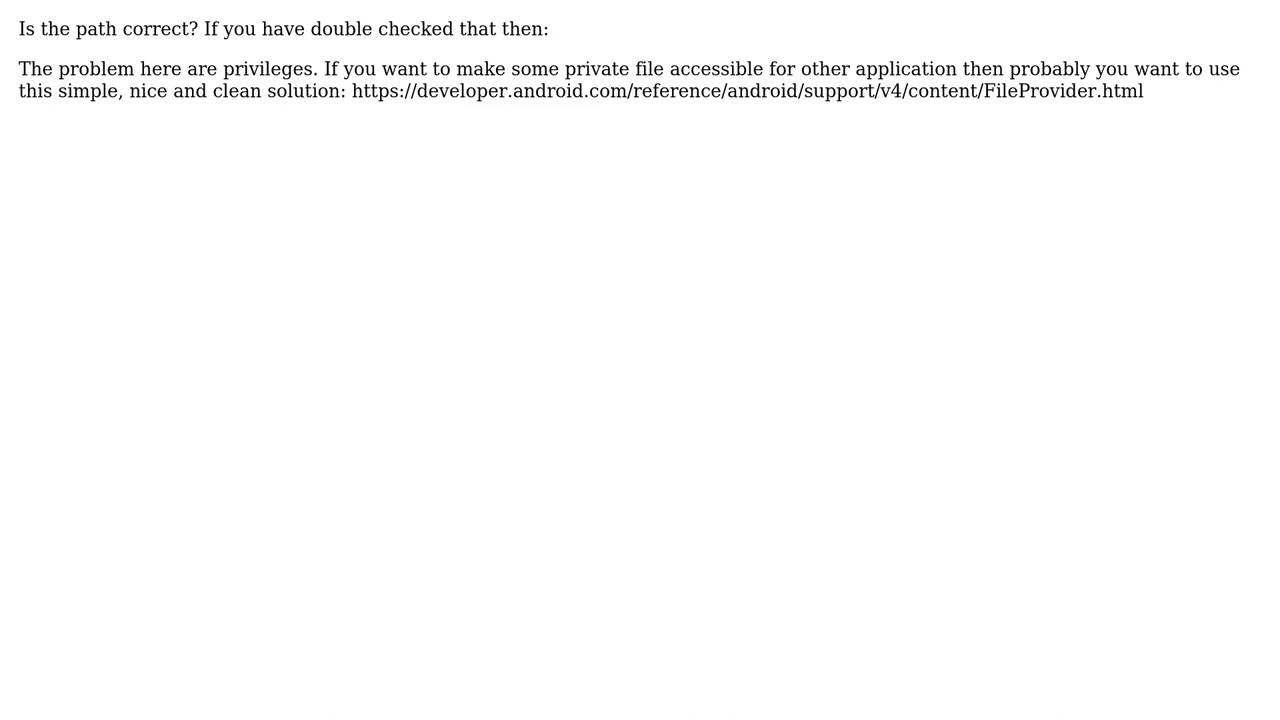 Is the path correct? If you have double checked that then:
The problem here are privileges. If you want to make some private file accessible for other application then probably you want to use
this simple, nice and clean solution: https://developer.android.com/reference/android/support/v4/content/FileProvider.html